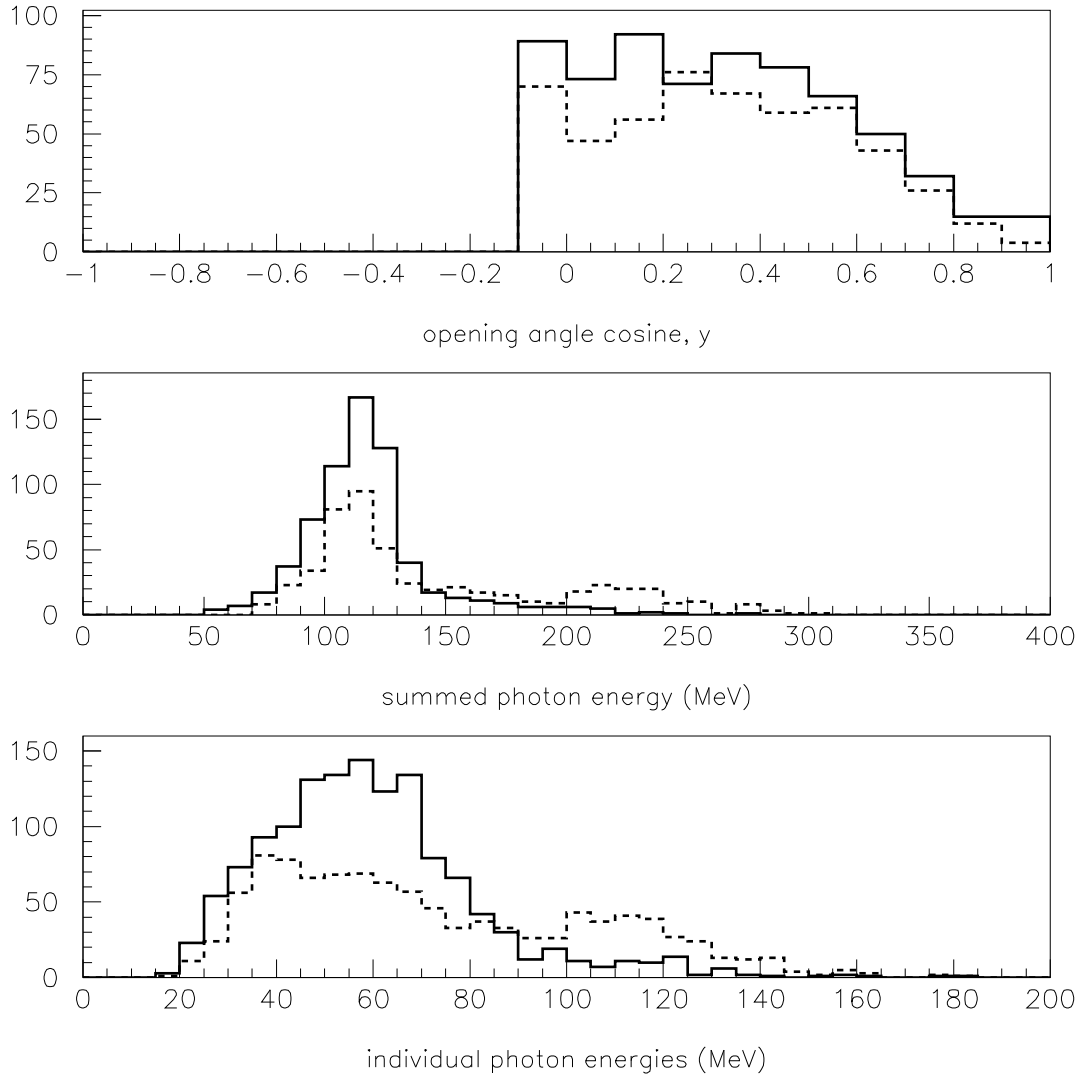 100
75
50
25
0
−1 −0.8 −0.6 −0.4 −0.2 0 0.2 0.4 0.6 0.8 1
opening angle cosine, y
150
100
50
0
0 50 100 150 200 250 300 350 400
summed photon energy (MeV)
150
100
50
0
0 20 40 60 80 100 120 140 160 180 200
individual photon energies (MeV)